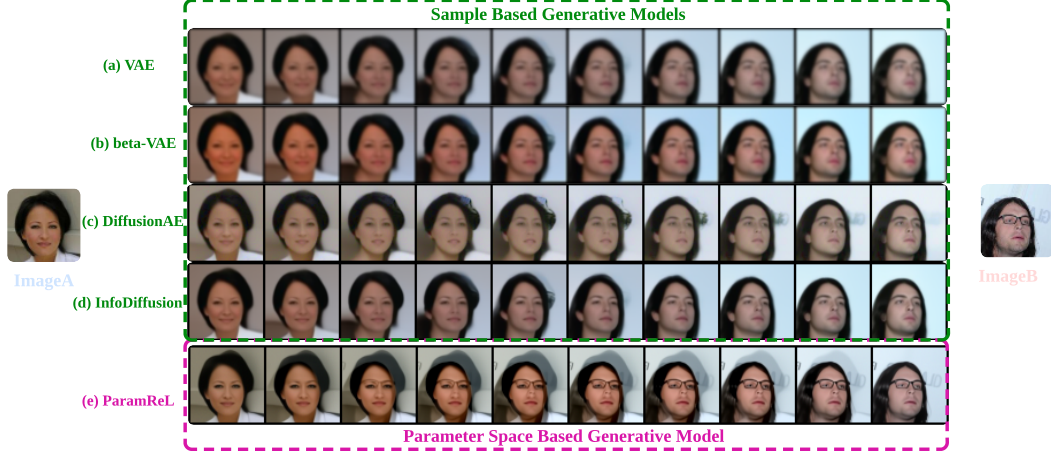 Sample Based Generative Models
(a) VAE
(b) beta-VAE
(c) DiffusionAE
ImageA
ImageB
(d) InfoDiffusion
(e) ParamReL
Parameter Space Based Generative Model